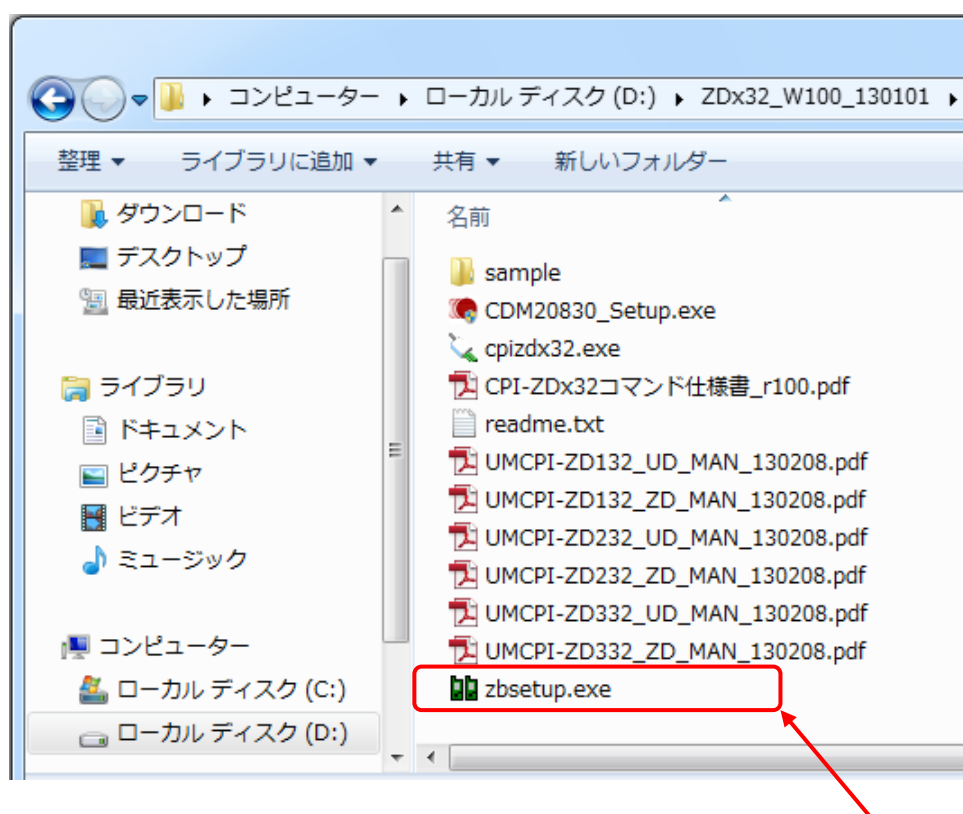 コンピューター ローカル ディスク (D:) ZDx32_W100_130101
整理 ライブラリに追加 共有 新しいフォルダー
ダウンロード
デスクトップ
最近表示した場所
ライブラリ
ドキュメント
ピクチャ
ビデオ
ミュージック
コンピューター
ローカル ディスク (C:)
ローカル ディスク (D:)
名前
sample
CDM20830_Setup.exe
cpizdx32.exe
CPI-ZDx32コマンド仕様書_r100.pdf
readme.txt
UMCPI-ZD132_UD_MAN_130208.pdf
UMCPI-ZD132_ZD_MAN_130208.pdf
UMCPI-ZD232_UD_MAN_130208.pdf
UMCPI-ZD232_ZD_MAN_130208.pdf
UMCPI-ZD332_UD_MAN_130208.pdf
UMCPI-ZD332_ZD_MAN_130208.pdf
zbsetup.exe